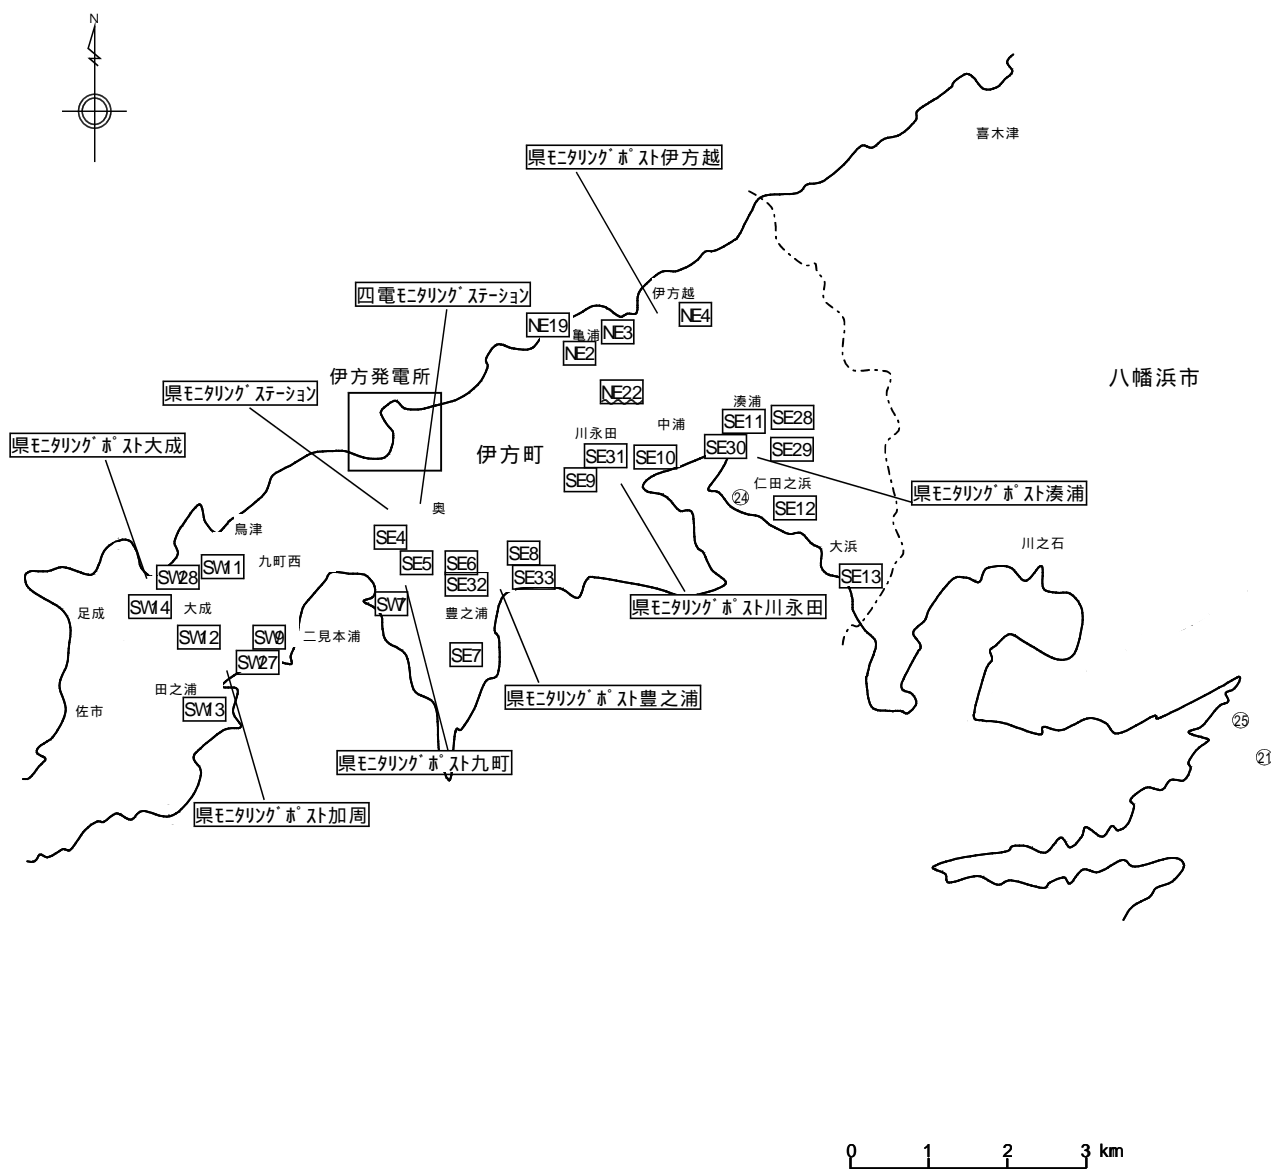 N
喜木津
県ﾓﾆﾀﾘﾝｸﾞﾎﾟｽﾄ伊方越
四電ﾓﾆﾀﾘﾝｸﾞｽﾃｰｼｮﾝ
伊方越
NE4
NE19
亀浦
NE3
NE2
伊方発電所
県ﾓﾆﾀﾘﾝｸﾞｽﾃｰｼｮﾝ
八幡浜市
NE22
湊浦
SE11
SE28
中浦
川永田
県ﾓﾆﾀﾘﾝｸﾞﾎﾟｽﾄ大成
伊方町
SE31
SE10
SE30
SE29
SE9
仁田之浜
県ﾓﾆﾀﾘﾝｸﾞﾎﾟｽﾄ湊浦
㉔
SE12
奥
鳥津
SE4
大浜
川之石
九町西
SE5
SE6
SE8
SW11
SW28
SE32
SE33
SE13
SW14
大成
足成
SW7
豊之浦
県ﾓﾆﾀﾘﾝｸﾞﾎﾟｽﾄ川永田
SW12
SW9
二見本浦
SW27
SE7
田之浦
県ﾓﾆﾀﾘﾝｸﾞﾎﾟｽﾄ豊之浦
佐市
SW13
㉕
県ﾓﾆﾀﾘﾝｸﾞﾎﾟｽﾄ九町
㉑
県ﾓﾆﾀﾘﾝｸﾞﾎﾟｽﾄ加周
0 1 2 3 km